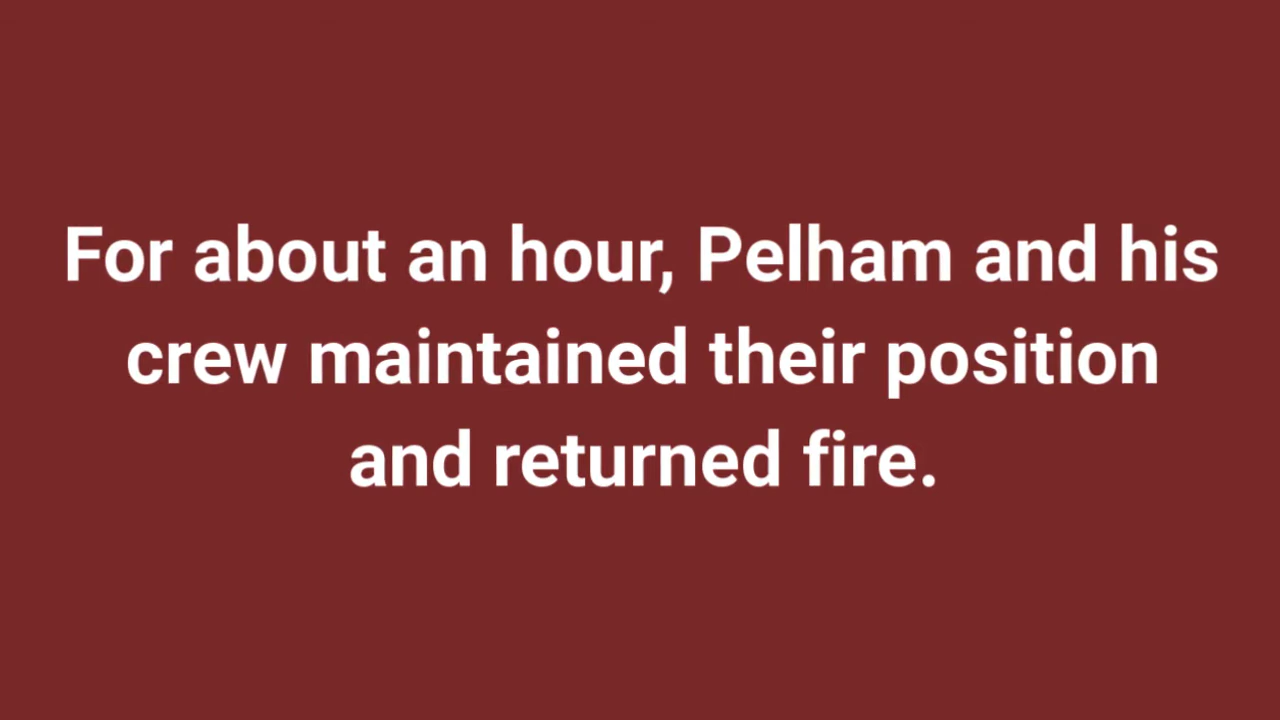 For about an hour, Pelham and his
crew maintained their position
and returned fire.